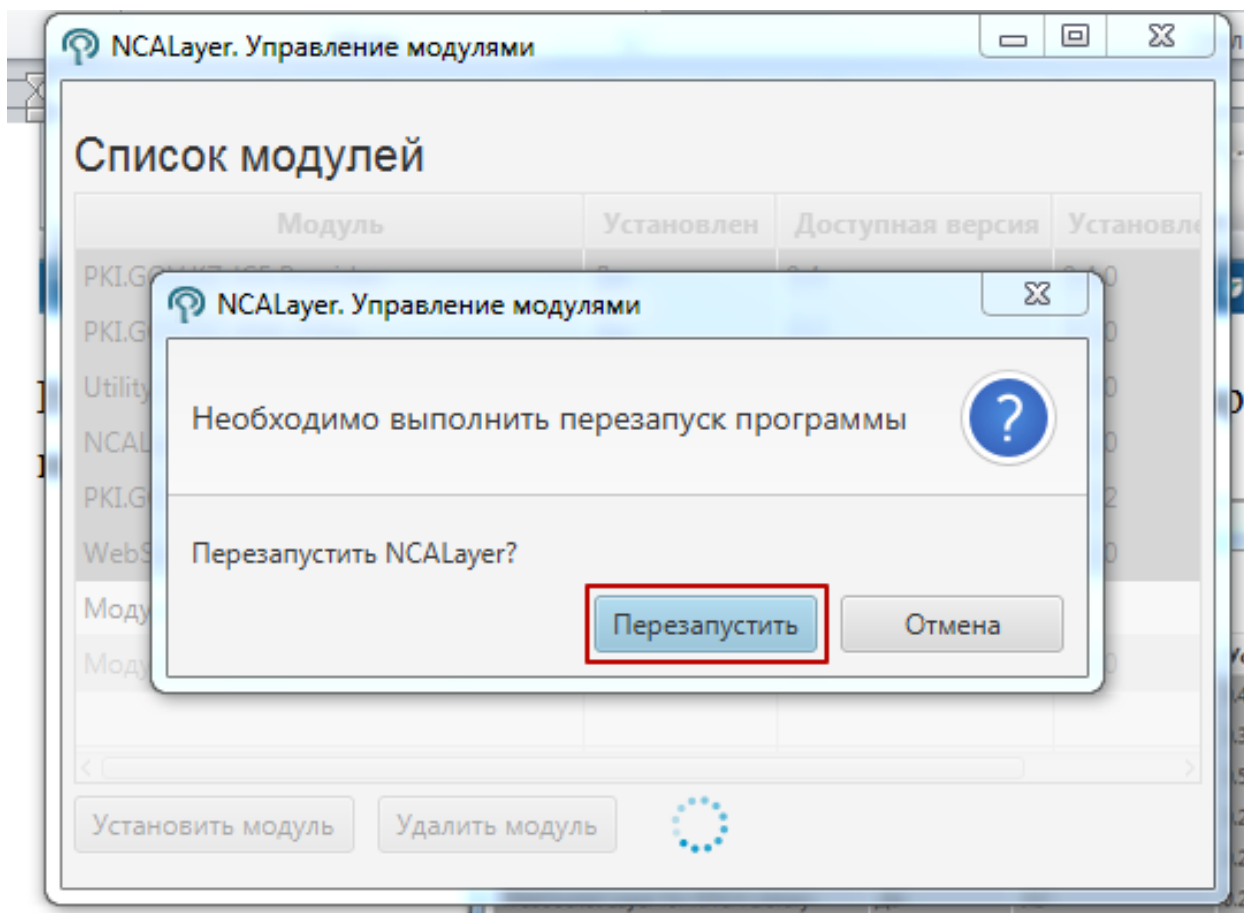 NCALayer. Управление модулями
Список модулей
Модуль Установлен Доступная версия
NCALayer. Управление модулями
Необходимо выполнить перезапуск программы
Перезапустить NCALayer?
Перезапустить Отмена
Установить модуль Удалить модуль